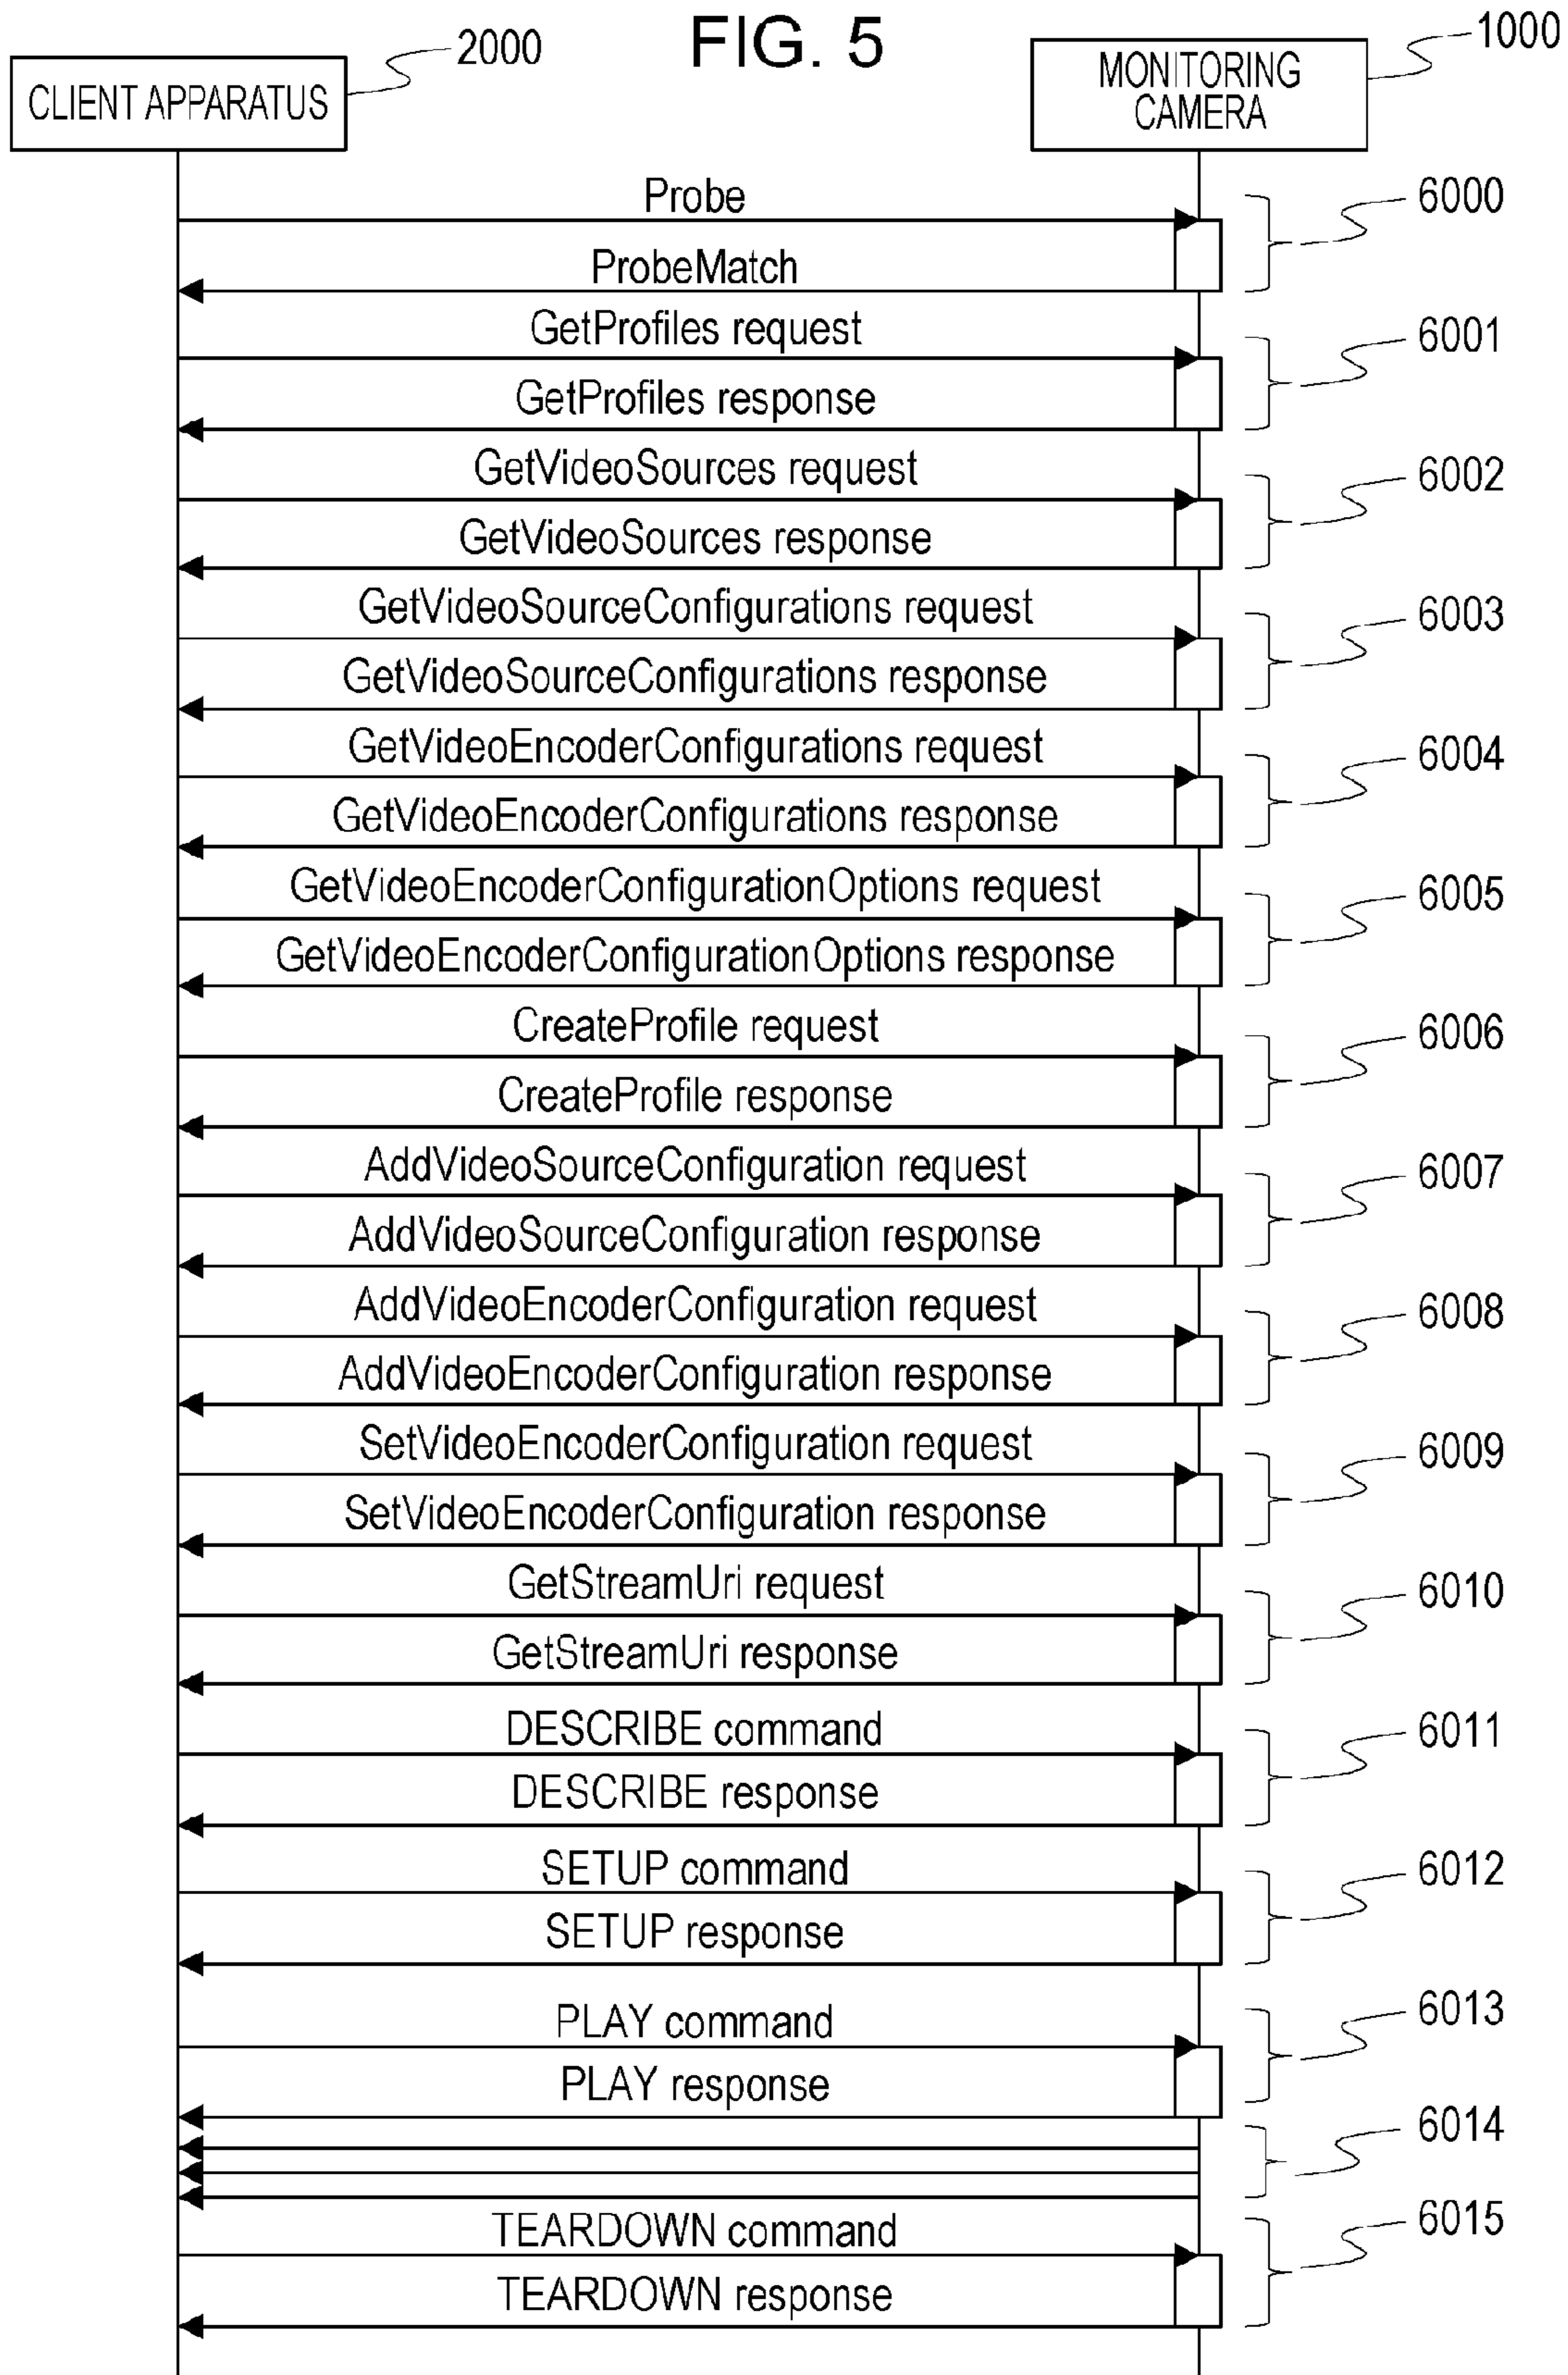 FIG. 5
2000
1000
CLIENT APPARATUS
MONITORING
CAMERA
Probe
6000
ProbeMatch
GetProfiles request
6001
GetProfiles response
GetVideoSources request
6002
GetVideoSources response
GetVideoSourceConfigurations request
6003
GetVideoSourceConfigurations response
GetVideoEncoderConfigurations request
6004
GetVideoEncoderConfigurations response
GetVideoEncoderConfigurationOptions request
6005
GetVideoEncoderConfigurationOptions response
CreateProfile request
6006
CreateProfile response
AddVideoSourceConfiguration request
6007
AddVideoSourceConfiguration response
AddVideoEncoderConfiguration request
6008
AddVideoEncoderConfiguration response
SetVideoEncoderConfiguration request
6009
SetVideoEncoderConfiguration response
GetStreamUri request
6010
GetStreamUri response
DESCRIBE command
6011
DESCRIBE response
SETUP command
6012
SETUP response
PLAY command
6013
PLAY response
6014
TEARDOWN command
6015
TEARDOWN response